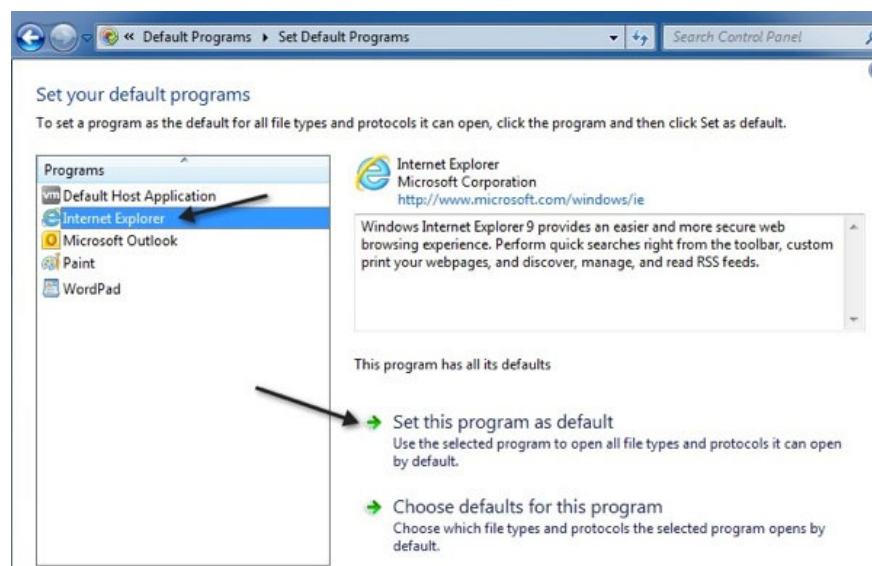 « Default Programs ▸ Set Default Programs
Search Control Panel
Set your default programs
To set a program as the default for all file types and protocols it can open, click the program and then click Set as default.
Programs
Default Host Application
Internet Explorer
Microsoft Outlook
Paint
WordPad
Internet Explorer
Microsoft Corporation
http://www.microsoft.com/windows/ie
Windows Internet Explorer 9 provides an easier and more secure web
browsing experience. Perform quick searches right from the toolbar, custom
print your webpages, and discover, manage, and read RSS feeds.
This program has all its defaults
Set this program as default
Use the selected program to open all file types and protocols it can open
by default.
Choose defaults for this program
Choose which file types and protocols the selected program opens by
default.